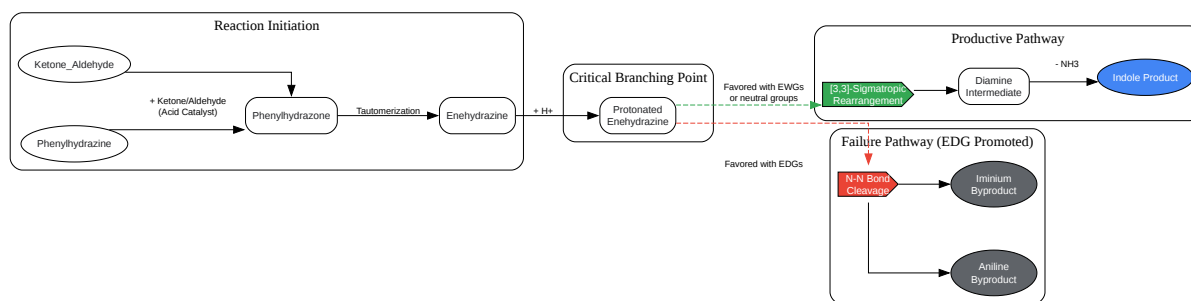 Reaction Initiation
Ketone_Aldehyde
+ Ketone/Aldehyde
(Acid Catalyst)
Phenylhydrazine
Phenylhydrazone
Tautomerization
Enehydrazine
+ H+
Critical Branching Point
Protonated
Enehydrazine
Favored with EWGs
or neutral groups
Favored with EDGs
Productive Pathway
[3,3]-Sigmatropic
Rearrangement
Diamine
Intermediate
- NH3
Indole Product
Failure Pathway (EDG Promoted)
N-N Bond
Cleavage
Iminium
Byproduct
Aniline
Byproduct